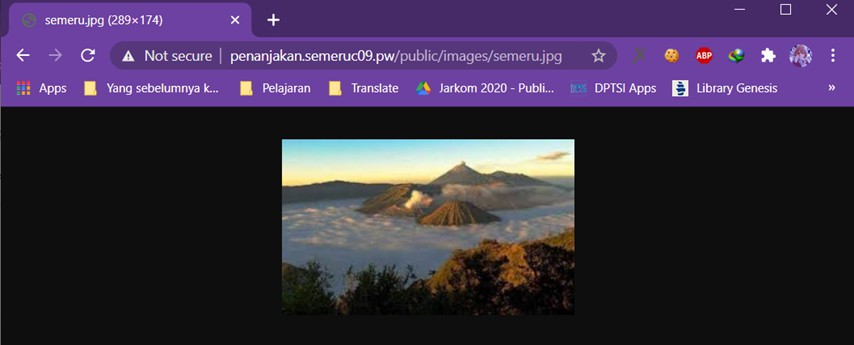 semeru.jpg (289×174)
Not secure | penanjakan.semeruc09.pw/public/images/semeru.jpg
ABP
Apps Yang sebelumnya k... Pelajaran Translate Jarkom 2020 - Publi... DPTSI Apps Library Genesis »